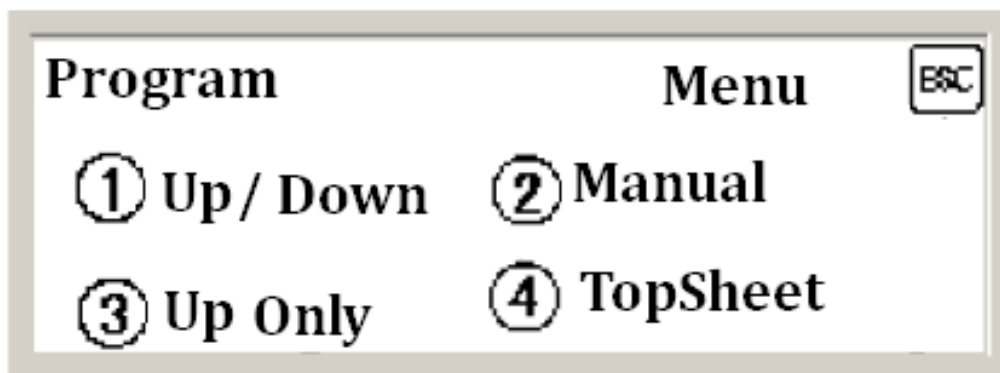 Program Menu ESC
① Up / Down ② Manual
③ Up Only ④ TopSheet